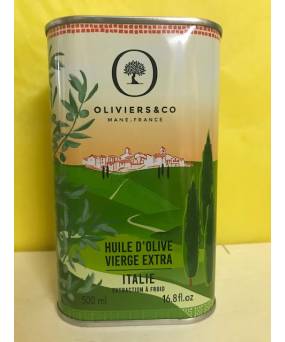 OLIVIERS&CO
MANE, FRANCE
HUILE D'OLIVE
VIERGE EXTRA
ITALIE
EXTRACTION À FROID
500 ml 16.8fl.oz